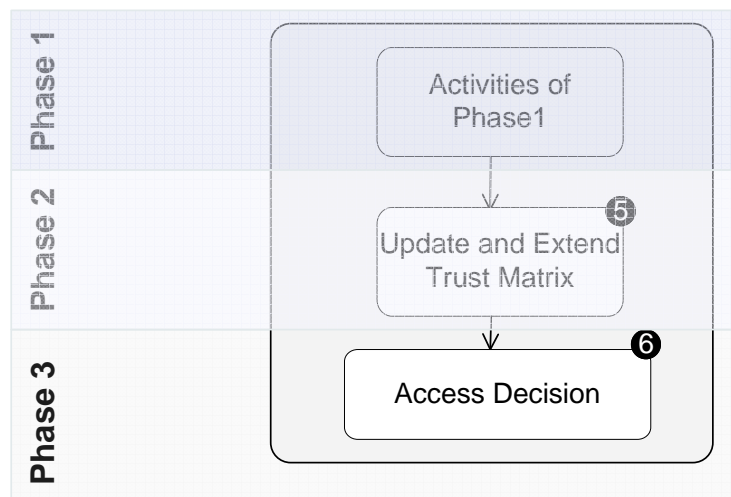 Phase 1
Activities of
Phase1
Phase 2
5
Update and Extend
Trust Matrix
Phase 3
6
Access Decision